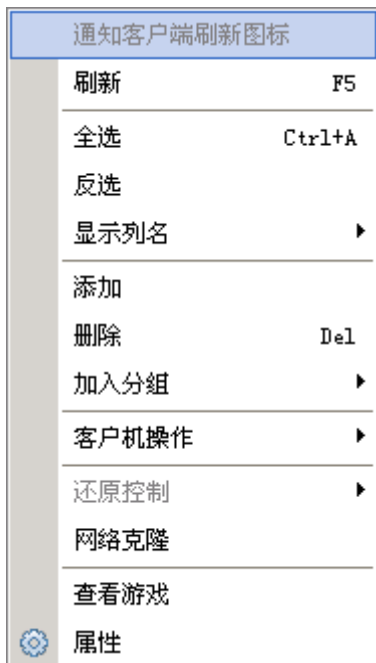 通知客户端刷新图标
刷新 F5
全选 Ctrl+A
反选
显示列名
添加
删除 Del
加入分组
客户机操作
还原控制
网络克隆
查看游戏
属性